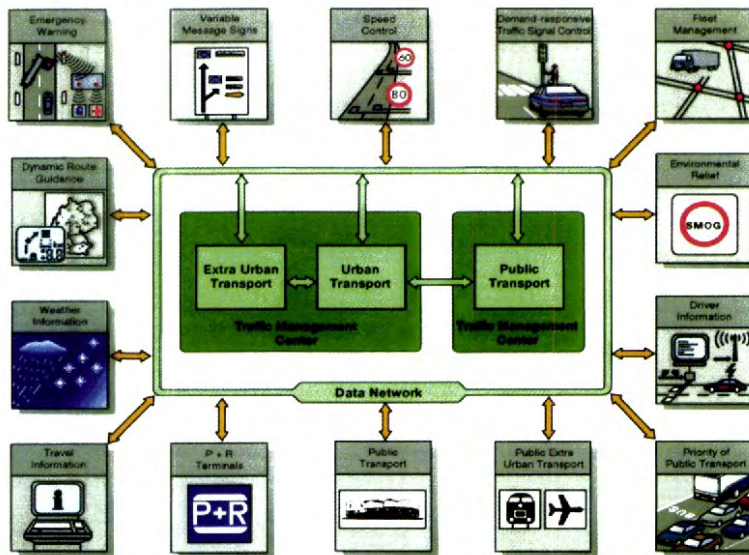 Emergency
Warning
Variable
Message Signs
Speed
Control
Demand-responsive
Traffic Signal Control
Fleet
Management
60
80
Dynamic Route
Guidance
Environmental
Relief
SMOG
Extra Urban
Transport
Urban
Transport
Public
Transport
Traffic Management
Center
Traffic Management
Center
Weather
Information
Driver
Information
Data Network
Travel
Information
i
P + R
Terminals
P+R
Public
Transport
Public Extra
Urban Transport
Priority of
Public Transport
BUS